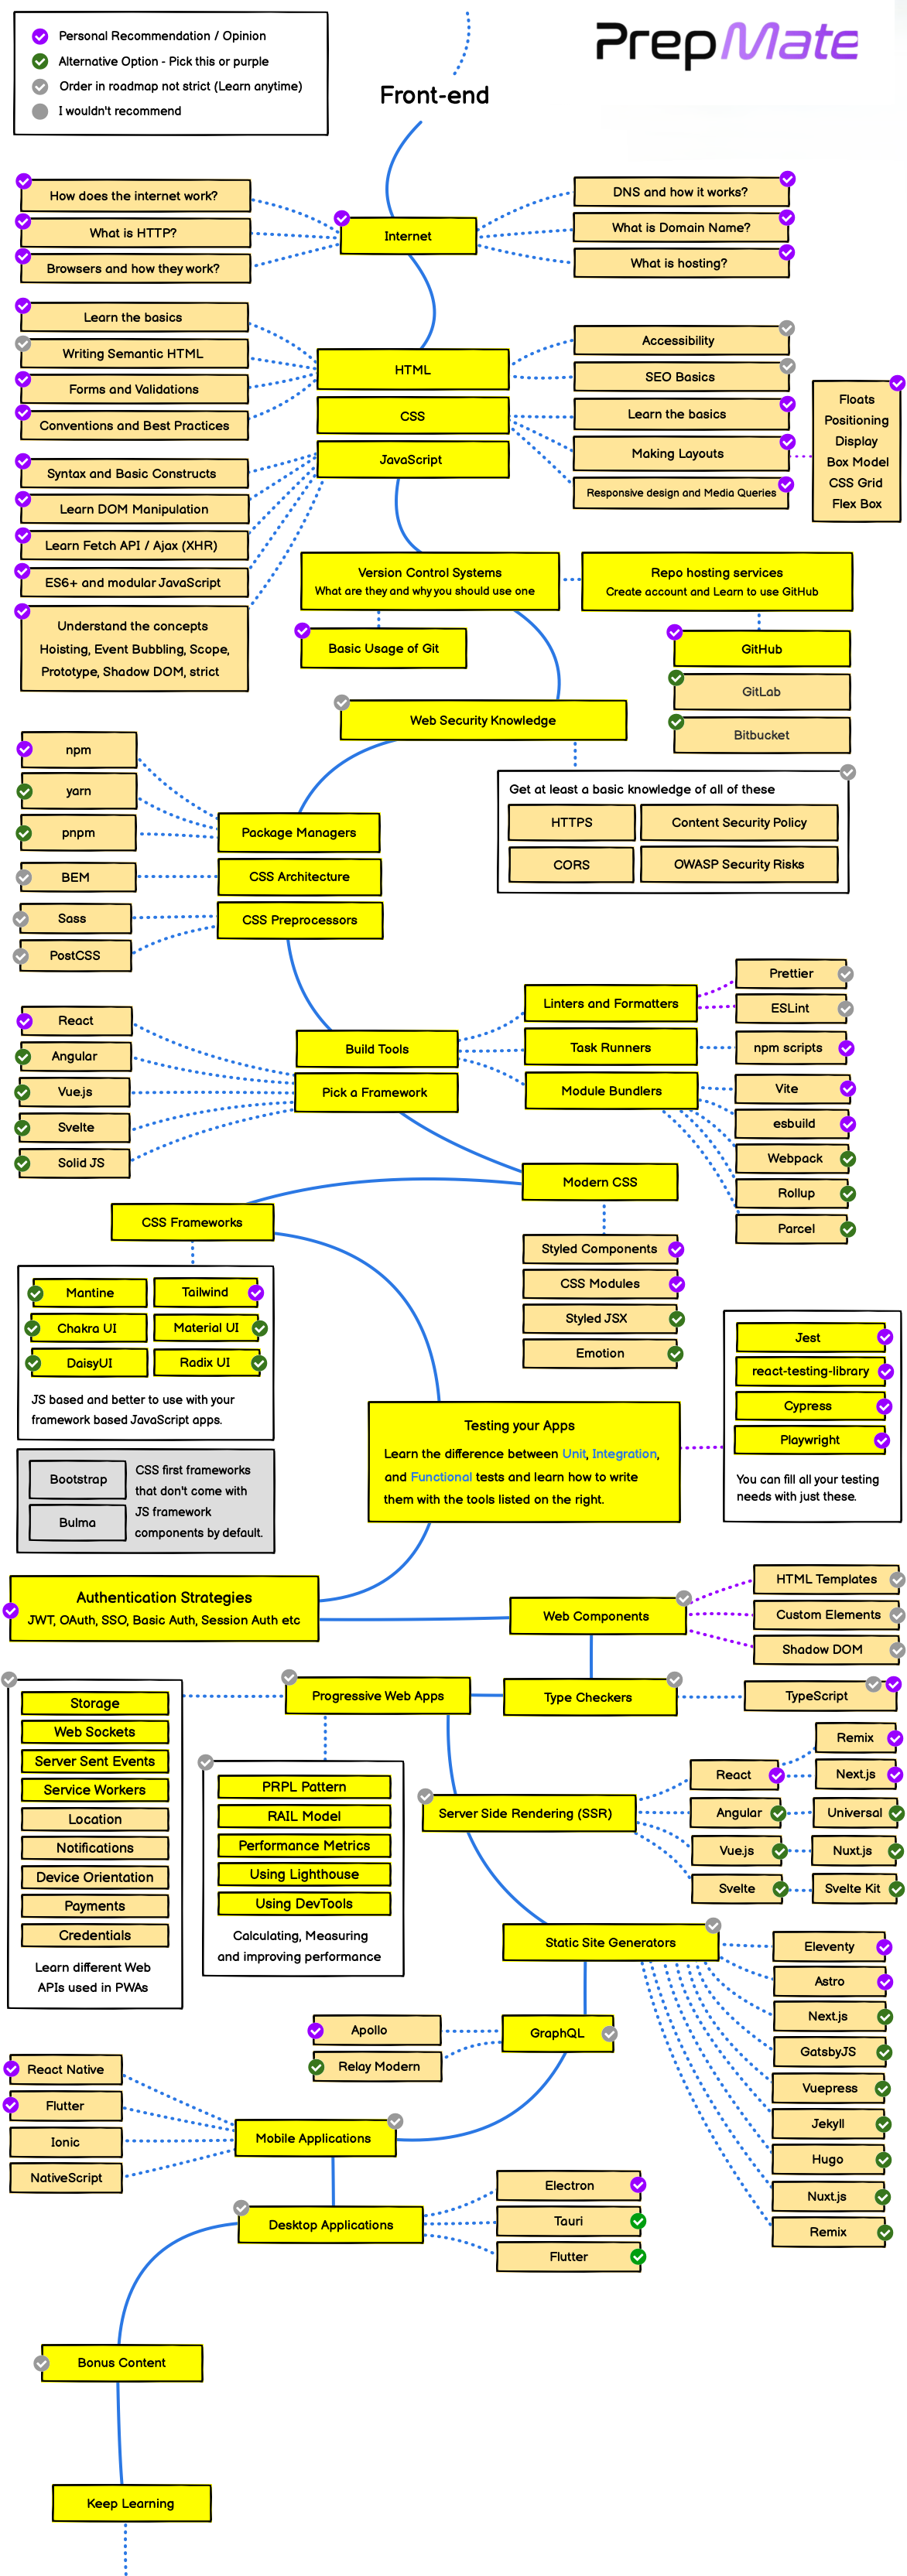 Personal Recommendation / Opinion
Alternative Option - Pick this or purple
Order in roadmap not strict (Learn anytime)
I wouldn't recommend
PrepMate
Front-end
How does the internet work?
What is HTTP?
Browsers and how they work?
Internet
DNS and how it works?
What is Domain Name?
What is hosting?
Learn the basics
Writing Semantic HTML
Forms and Validations
Conventions and Best Practices
HTML
CSS
JavaScript
Accessibility
SEO Basics
Learn the basics
Making Layouts
Responsive design and Media Queries
Floats
Positioning
Display
Box Model
CSS Grid
Flex Box
Syntax and Basic Constructs
Learn DOM Manipulation
Learn Fetch API / Ajax (XHR)
ES6+ and modular JavaScript
Understand the concepts
Hoisting, Event Bubbling, Scope,
Prototype, Shadow DOM, strict
Version Control Systems
What are they and why you should use one
Repo hosting services
Create account and Learn to use GitHub
Basic Usage of Git
GitHub
GitLab
Bitbucket
Web Security Knowledge
Get at least a basic knowledge of all of these
HTTPS
Content Security Policy
CORS
OWASP Security Risks
npm
yarn
pnpm
BEM
Sass
PostCSS
Package Managers
CSS Architecture
CSS Preprocessors
Linters and Formatters
Task Runners
Module Bundlers
Prettier
ESLint
npm scripts
Vite
esbuild
Webpack
Rollup
Parcel
Build Tools
Pick a Framework
React
Angular
Vue.js
Svelte
Solid JS
Modern CSS
Styled Components
CSS Modules
Styled JSX
Emotion
CSS Frameworks
Mantine
Tailwind
Chakra UI
Material UI
DaisyUI
Radix UI
JS based and better to use with your
framework based JavaScript apps.
Bootstrap
Bulma
CSS first frameworks
that don't come with
JS framework
components by default.
Testing your Apps
Learn the difference between Unit, Integration,
and Functional tests and learn how to write
them with the tools listed on the right.
Jest
react-testing-library
Cypress
Playwright
You can fill all your testing
needs with just these.
Authentication Strategies
JWT, OAuth, SSO, Basic Auth, Session Auth etc
Web Components
HTML Templates
Custom Elements
Shadow DOM
Type Checkers
TypeScript
Progressive Web Apps
Storage
Web Sockets
Server Sent Events
Service Workers
Location
Notifications
Device Orientation
Payments
Credentials
Learn different Web
APIs used in PWAs
PRPL Pattern
RAIL Model
Performance Metrics
Using Lighthouse
Using DevTools
Calculating, Measuring
and improving performance
Server Side Rendering (SSR)
React
Angular
Vue.js
Svelte
Remix
Next.js
Universal
Nuxt.js
Svelte Kit
Static Site Generators
Eleventy
Astro
Next.js
GatsbyJS
Vuepress
Jekyll
Hugo
Nuxt.js
Remix
GraphQL
Apollo
Relay Modern
Mobile Applications
React Native
Flutter
Ionic
NativeScript
Desktop Applications
Electron
Tauri
Flutter
Bonus Content
Keep Learning